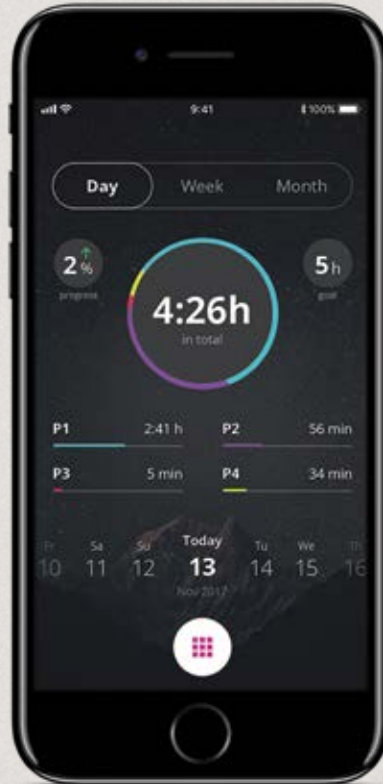 9:41 100%
Day Week Month
2 %
progress
5 h
goal
4:26h
in total
P1 2:41 h P2 56 min
P3 5 min P4 34 min
Fr Sa Su Today Tu We Th
10 11 12 13 14 15 16
Nov 2017